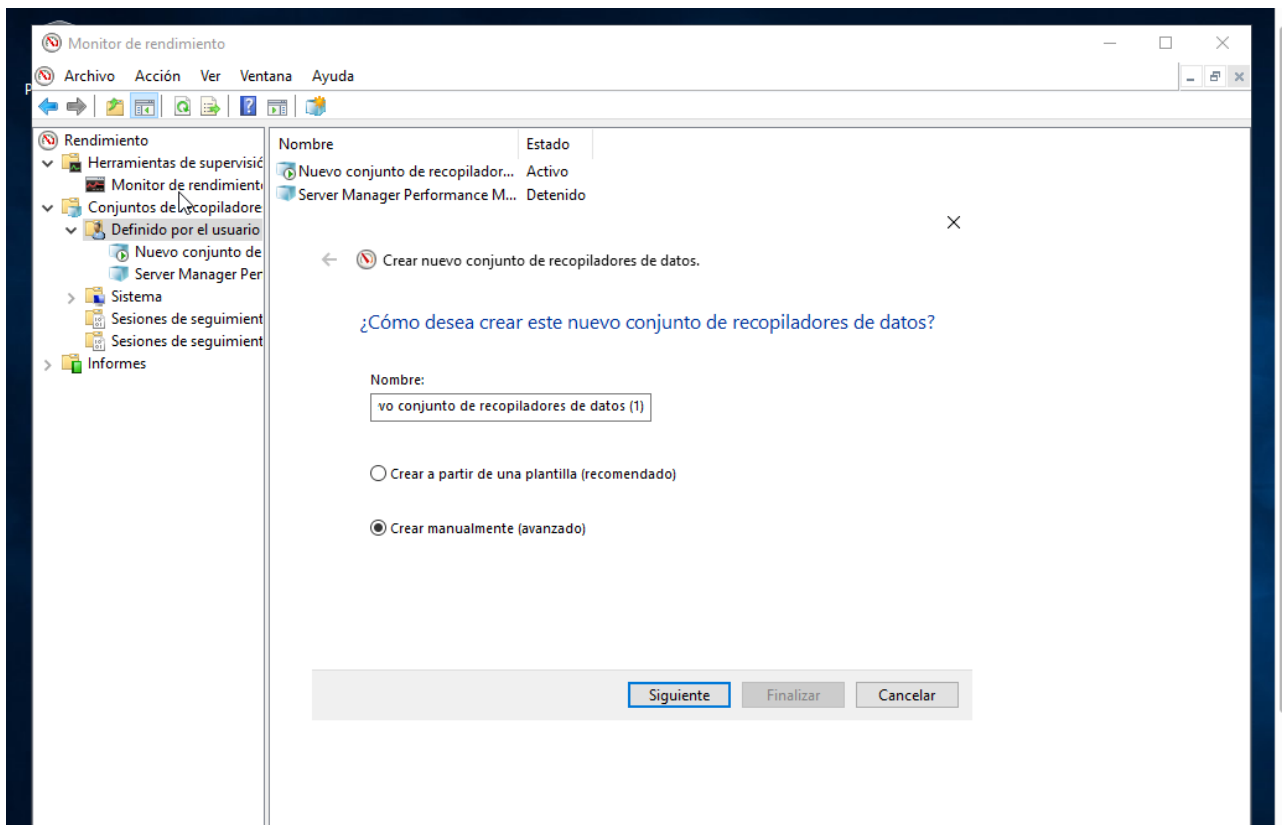 Monitor de rendimiento
Archivo Acción Ver Ventana Ayuda
Rendimiento
Herramientas de supervisió
Monitor de rendimient
Conjuntos de recopiladore
Definido por el usuario
Nuevo conjunto de
Server Manager Per
Sistema
Sesiones de seguimient
Sesiones de seguimient
Informes
Nombre Estado
Nuevo conjunto de recopilador... Activo
Server Manager Performance M... Detenido
Crear nuevo conjunto de recopiladores de datos.
¿Cómo desea crear este nuevo conjunto de recopiladores de datos?
Nombre:
vo conjunto de recopiladores de datos (1)
Crear a partir de una plantilla (recomendado)
Crear manualmente (avanzado)
Siguiente Finalizar Cancelar